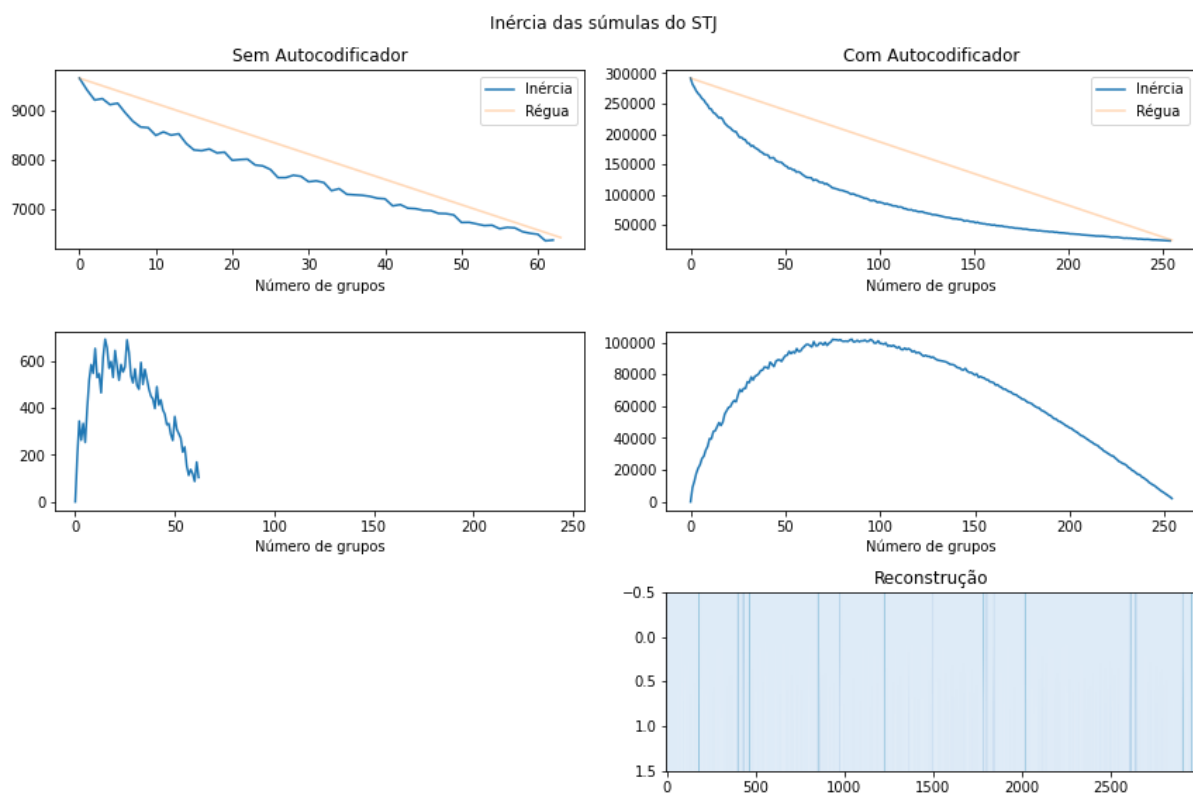 Inércia das súmulas do STJ
Sem Autocodificador
Inércia
Régua
9000
8000
7000
0 10 20 30 40 50 60
Número de grupos
Com Autocodificador
Inércia
Régua
300000
250000
200000
150000
100000
50000
0 50 100 150 200 250
Número de grupos
600
400
200
0
0 50 100 150 200 250
Número de grupos
100000
80000
60000
40000
20000
0
0 50 100 150 200 250
Número de grupos
Reconstrução
−0.5
0.0
0.5
1.0
1.5
0 500 1000 1500 2000 2500